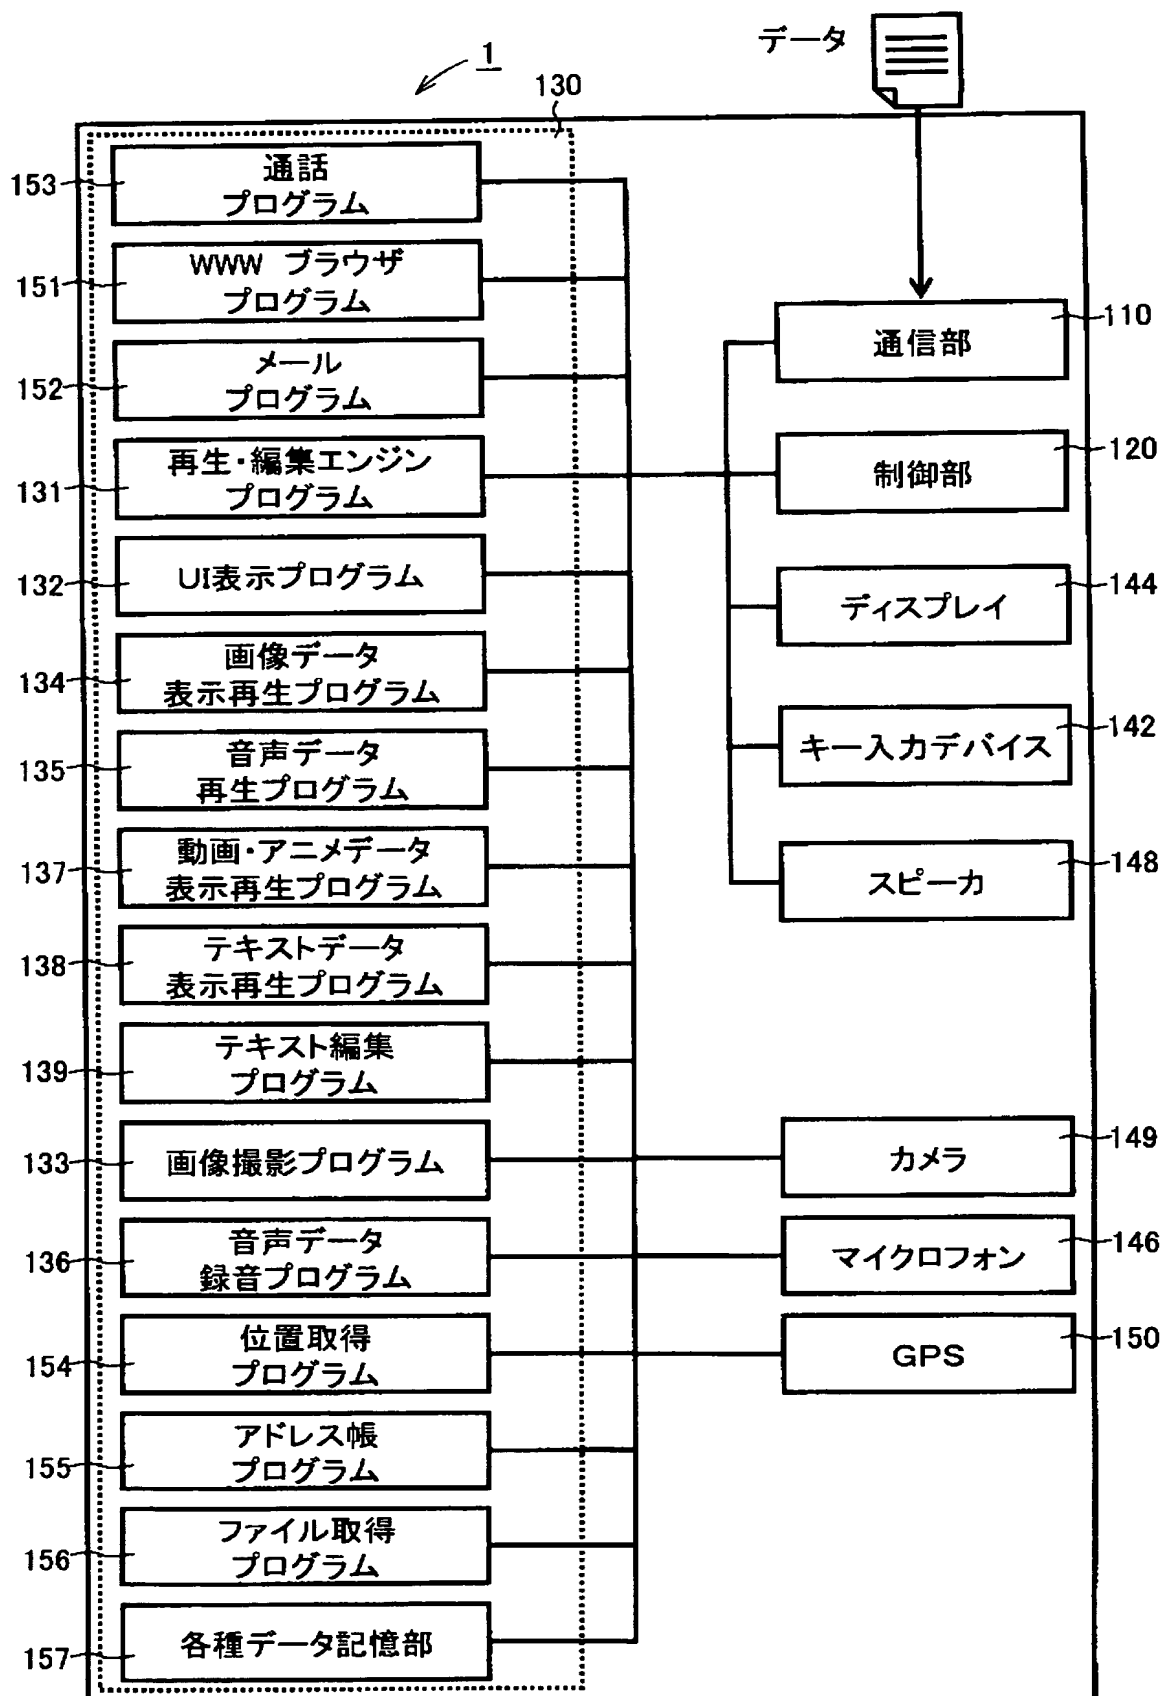 データ
1
130
153
通話
プログラム
151
WWW ブラウザ
プログラム
152
メール
プログラム
131
再生・編集エンジン
プログラム
132
UI表示プログラム
134
画像データ
表示再生プログラム
135
音声データ
再生プログラム
137
動画・アニメデータ
表示再生プログラム
138
テキストデータ
表示再生プログラム
139
テキスト編集
プログラム
133
画像撮影プログラム
136
音声データ
録音プログラム
154
位置取得
プログラム
155
アドレス帳
プログラム
156
ファイル取得
プログラム
157
各種データ記憶部
通信部
110
制御部
120
ディスプレイ
144
キー入力デバイス
142
スピーカ
148
カメラ
149
マイクロフォン
146
GPS
150